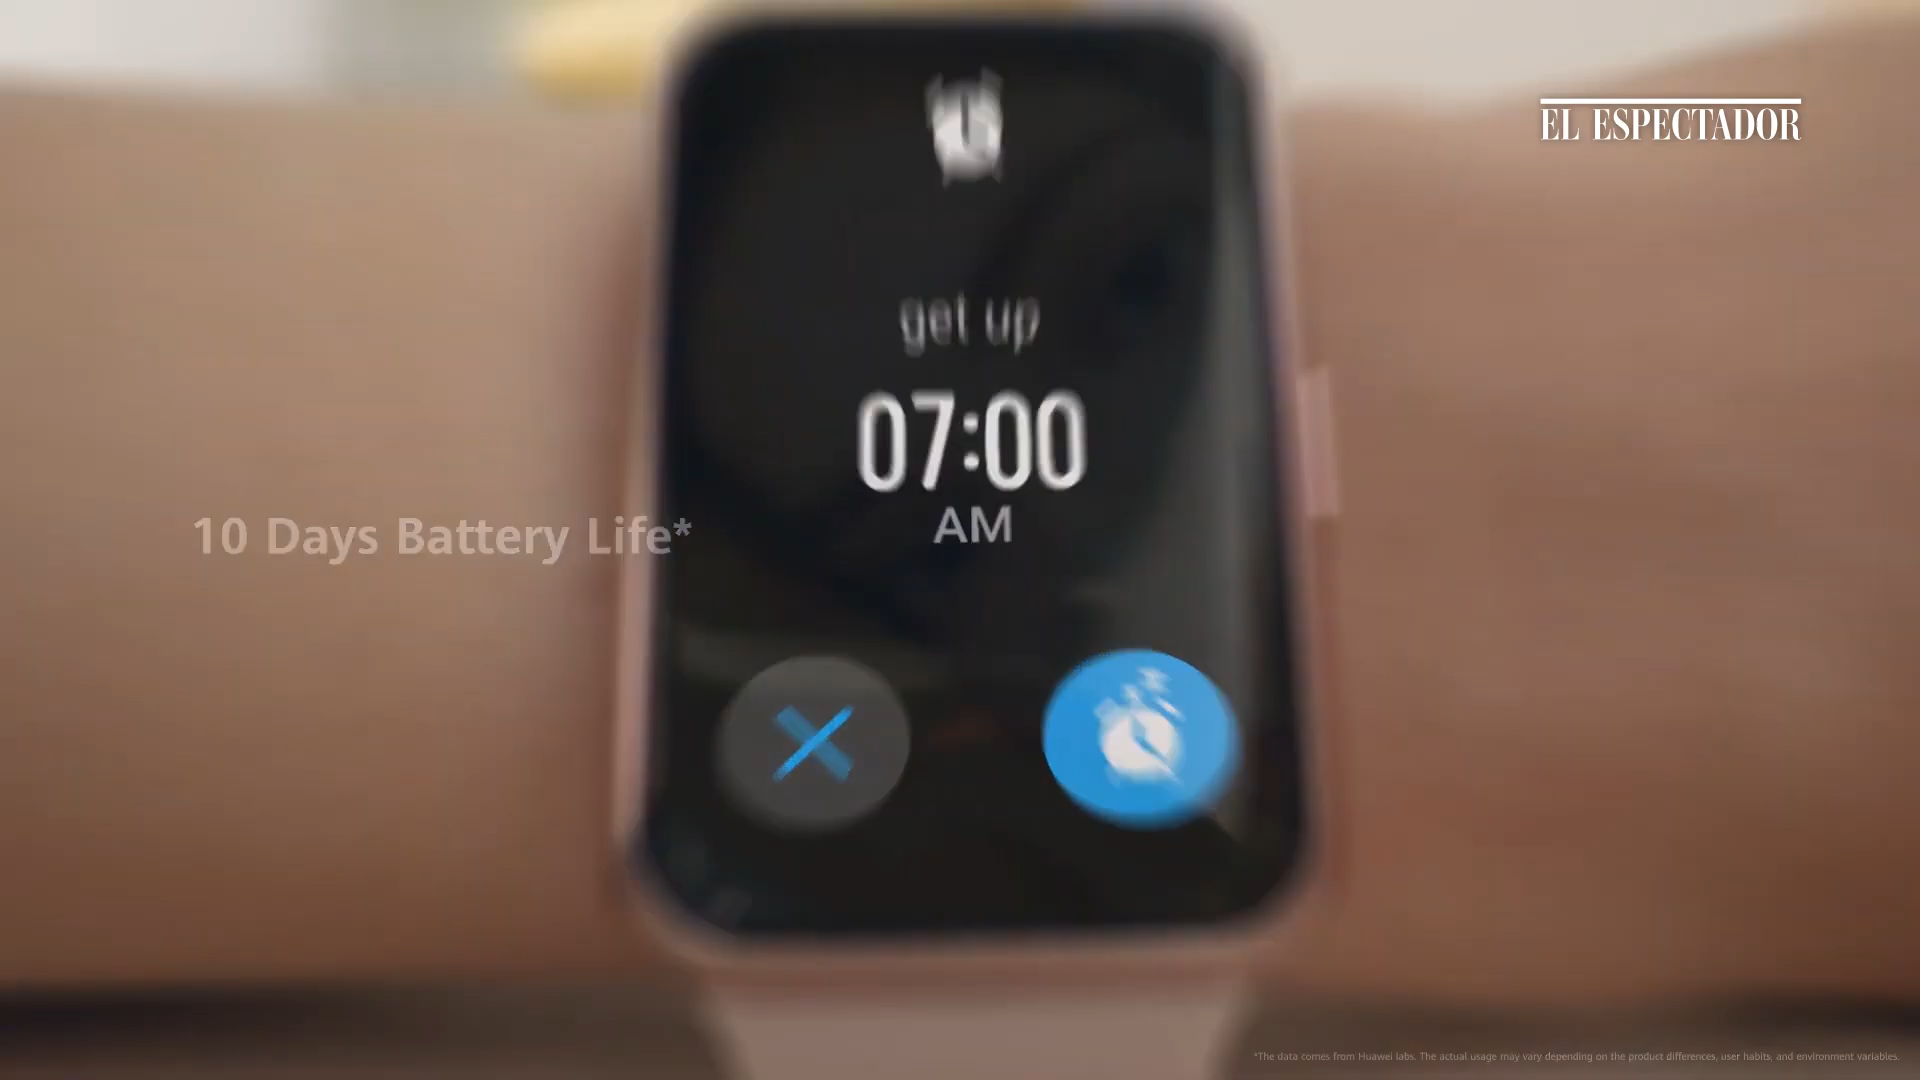 EL ESPECTADOR
get up
07:00
AM
10 Days Battery Life*
*The data comes from Huawei labs. The actual usage may vary depending on the product differences, user habits, and environment variables.